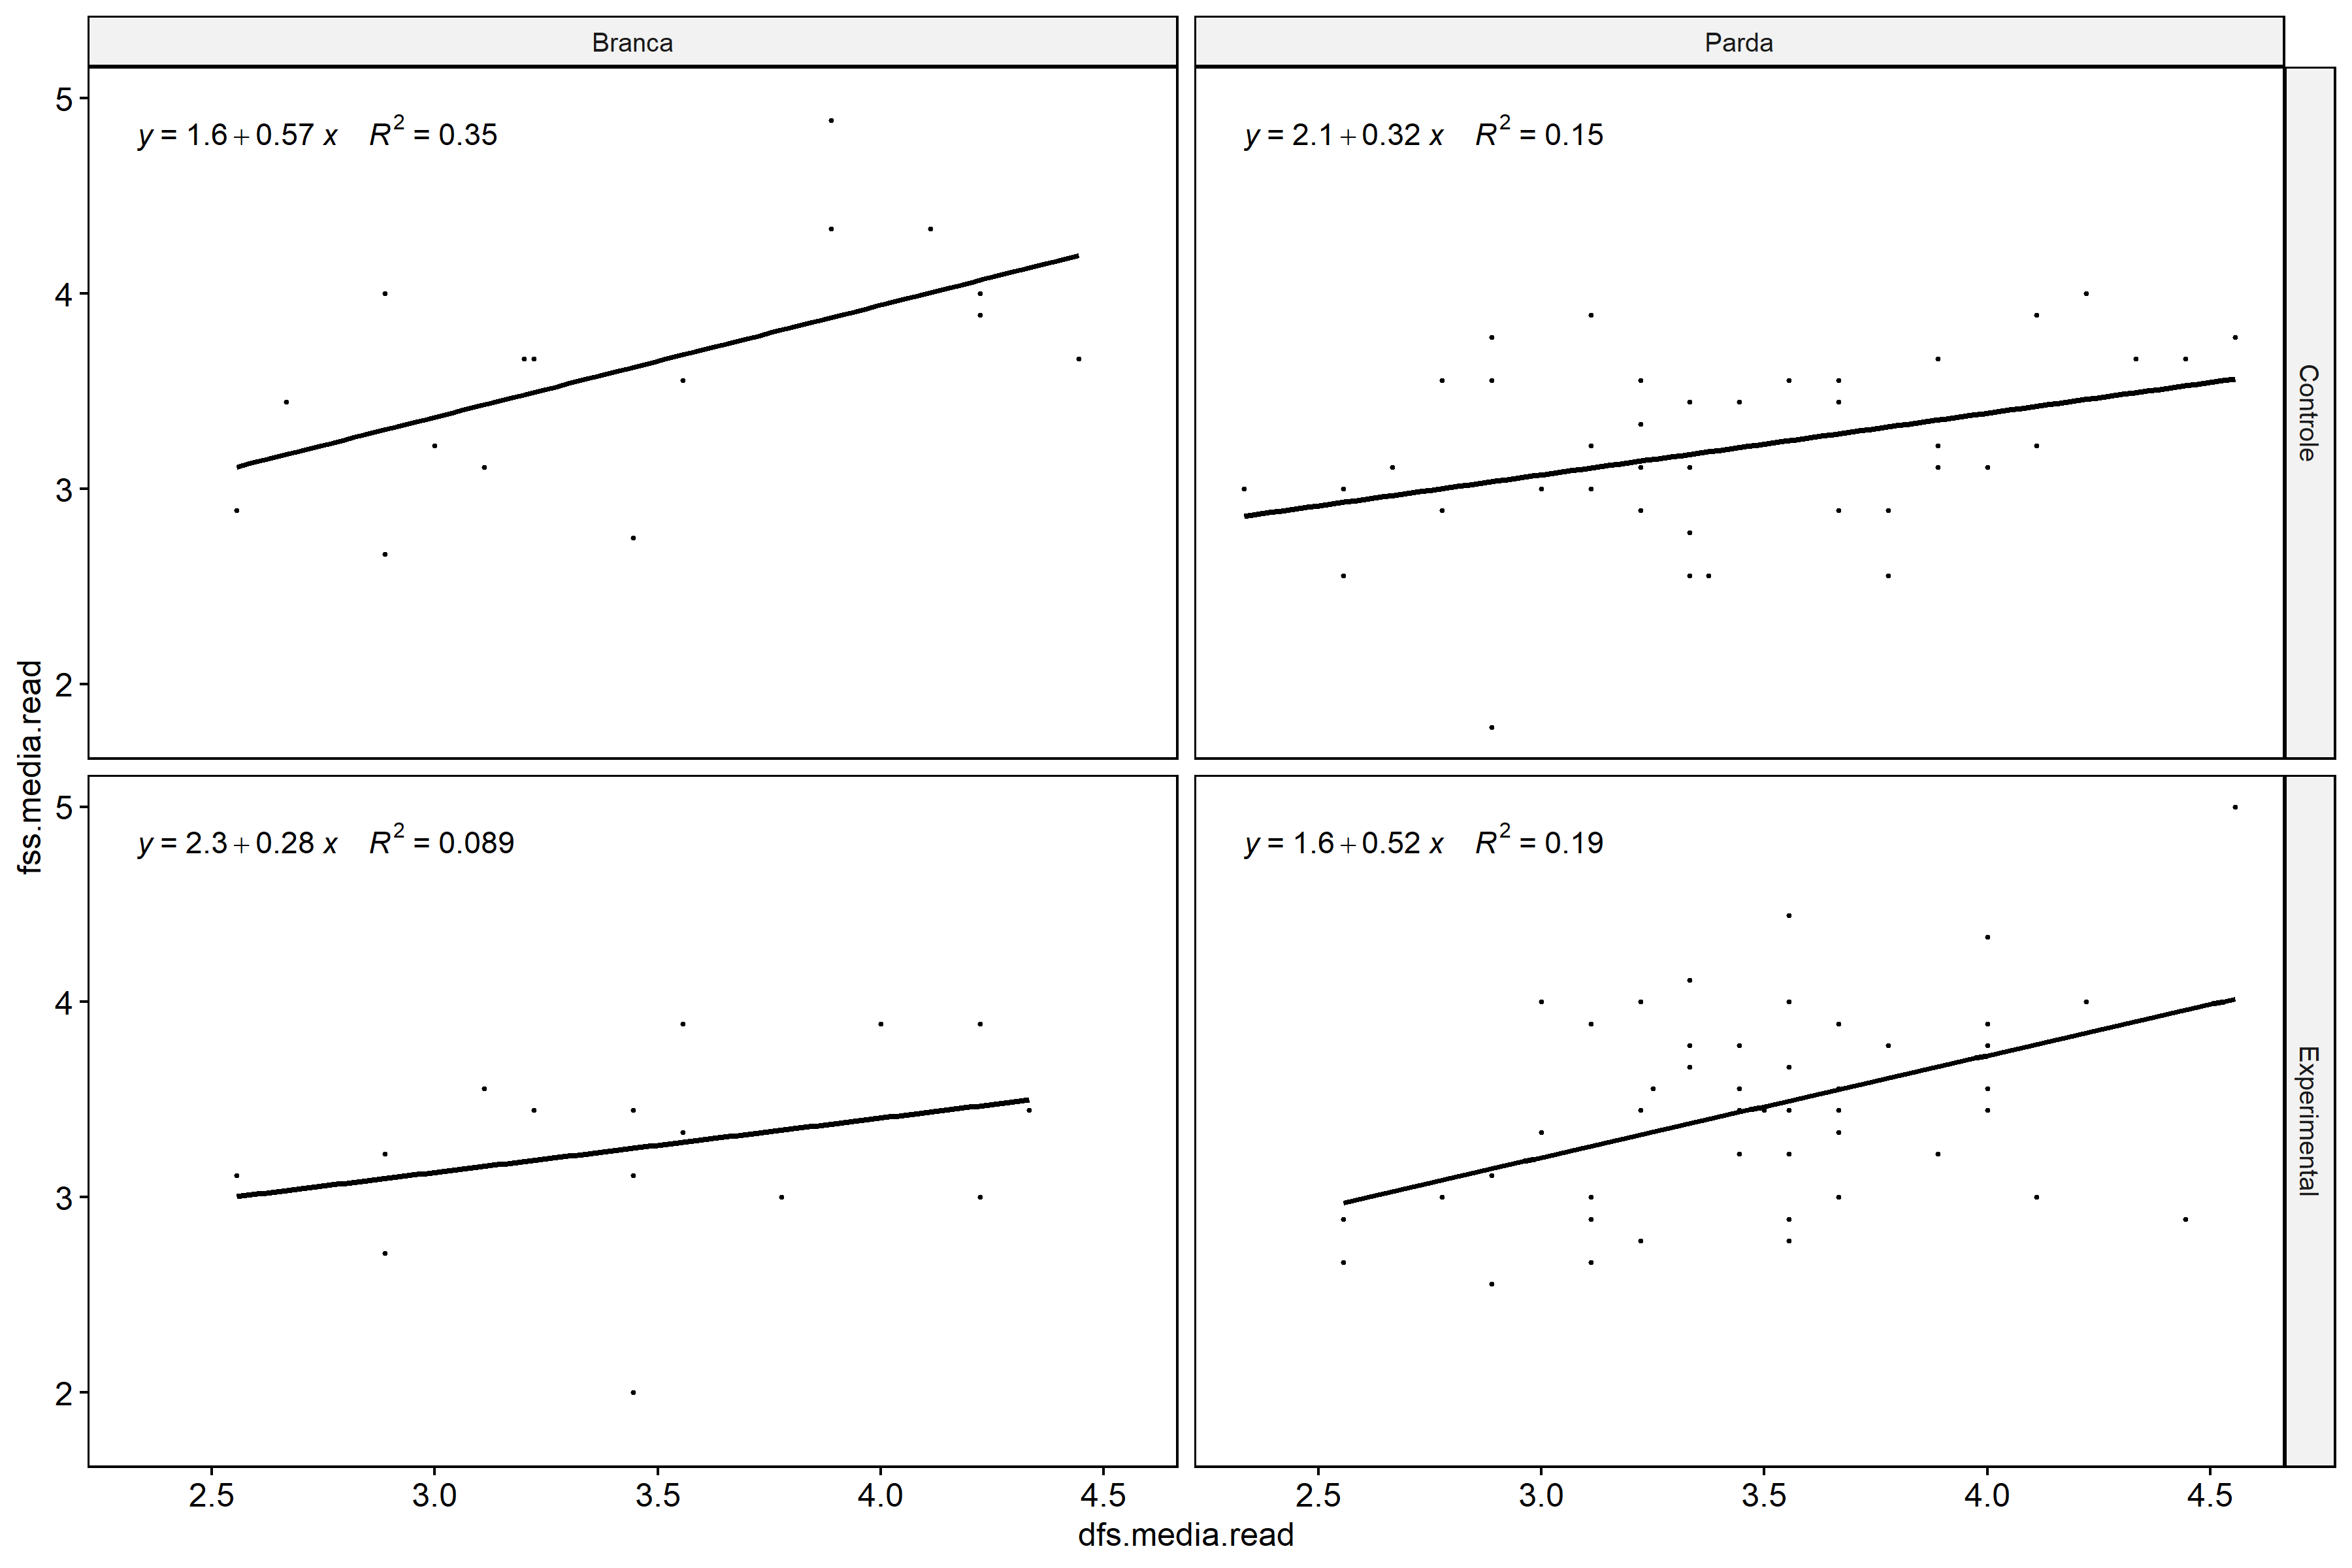 Branca
Parda
5
y = 1.6 + 0.57 x R² = 0.35
y = 2.1 + 0.32 x R² = 0.15
4
3
2
Controle
fss.media.read
5
y = 2.3 + 0.28 x R² = 0.089
y = 1.6 + 0.52 x R² = 0.19
4
3
2
Experimental
2.5 3.0 3.5 4.0 4.5
2.5 3.0 3.5 4.0 4.5
dfs.media.read